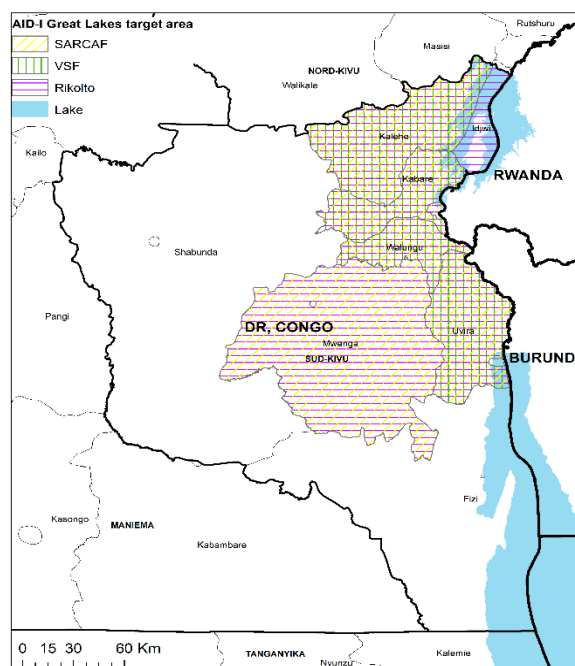 AID-I Great Lakes target area
SARCAF
VSF
Rikolto
Lake
Rutshuru
Masisi
NORD-KIVU
Walikale
Kailo
Kalehe
Idjwi
Kabare
RWANDA
Walungu
Shabunda
Pangi
DR, CONGO
Uvira
Mwenga
SUD-KIVU
BURUND
Fizi
Kasongo
MANIEMA
Kabambare
0 15 30 60 Km
TANGANYIKA
Kalemie
Nyunzu